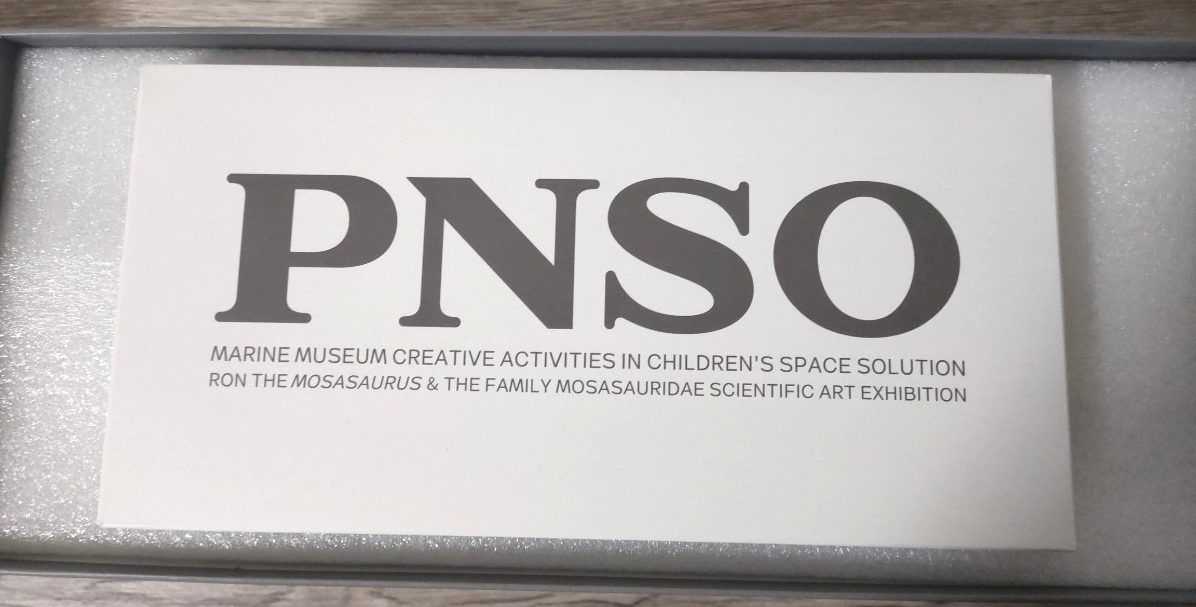 PNSO
MARINE MUSEUM CREATIVE ACTIVITIES IN CHILDREN'S SPACE SOLUTION
RON THE MOSASAURUS & THE FAMILY MOSASAURIDAE SCIENTIFIC ART EXHIBITION